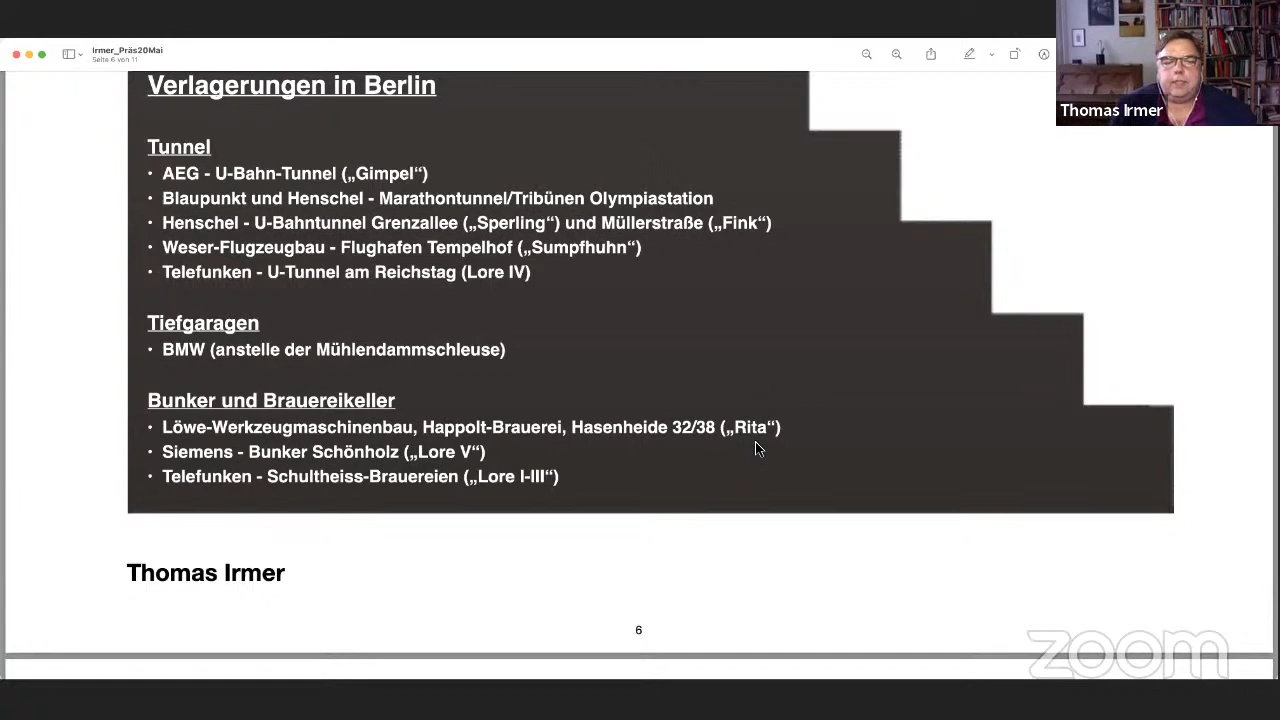 Irmer_Präs20Mai
Seite 6 von 11
Thomas Irmer
Verlagerungen in Berlin
Tunnel
• AEG - U-Bahn-Tunnel („Gimpel“)
• Blaupunkt und Henschel - Marathontunnel/Tribünen Olympiastation
• Henschel - U-Bahntunnel Grenzallee („Sperling“) und Müllerstraße („Fink“)
• Weser-Flugzeugbau - Flughafen Tempelhof („Sumpfhuhn“)
• Telefunken - U-Tunnel am Reichstag (Lore IV)
Tiefgaragen
• BMW (anstelle der Mühlendammschleuse)
Bunker und Brauereikeller
• Löwe-Werkzeugmaschinenbau, Happolt-Brauerei, Hasenheide 32/38 („Rita“)
• Siemens - Bunker Schönholz („Lore V“)
• Telefunken - Schultheiss-Brauereien („Lore I-III“)
Thomas Irmer
6
zoom